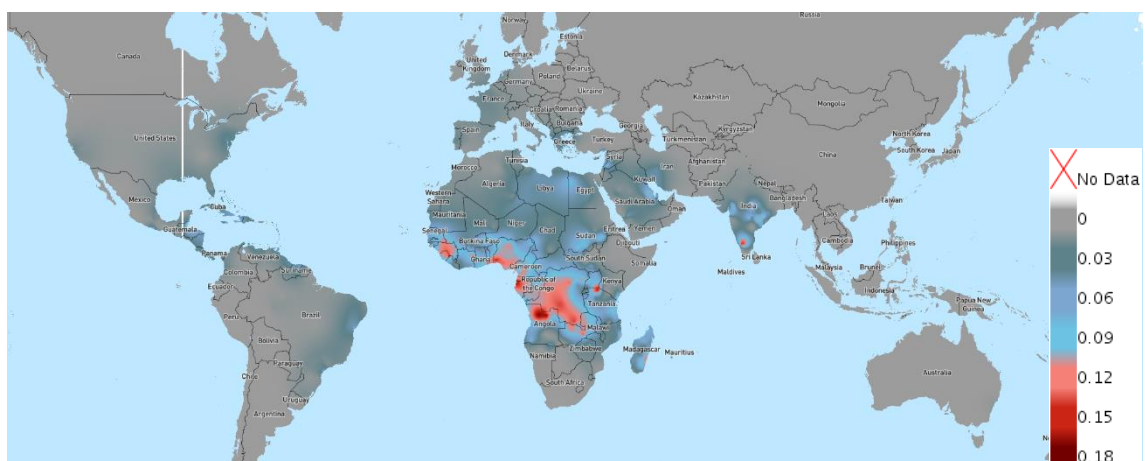 Russia
Norway
Canada
Estonia
Denmark
United
Kingdom
Belarus
Poland
Germany
Ukraine
Kazakhstan
Mongolia
France
Croatia
Romania
Bulgaria
Georgia
Kyrgyzstan
North Korea
United States
Spain
Italy
Greece
Turkey
Turkmenistan
Tajikistan
South Korea
Japan
Tunisia
Syria
Iran
Afghanistan
China
Morocco
Kuwait
Pakistan
Nepal
Algeria
Libya
Egypt
Mexico
Western
Sahara
Saudi Arabia
Bangladesh
Taiwan
Cuba
India
Oman
Guatemala
Mauritania
Mali
Niger
Chad
Sudan
Eritrea
Yemen
Laos
Senegal
Burkina Faso
Djibouti
Cambodia
Philippines
Panama
Venezuela
Ghana
Cameroon
South Sudan
Somalia
Sri Lanka
Maldives
Malaysia
Brunei
Colombia
Suriname
Republic of
the Congo
Kenya
Ecuador
Indonesia
Papua New
Guinea
Tanzania
Brazil
Peru
Angola
Malawi
Bolivia
Zimbabwe
Madagascar
Mauritius
Namibia
Paraguay
Chile
South Africa
Australia
Uruguay
Argentina
No Data
0
0.03
0.06
0.09
0.12
0.15
0.18